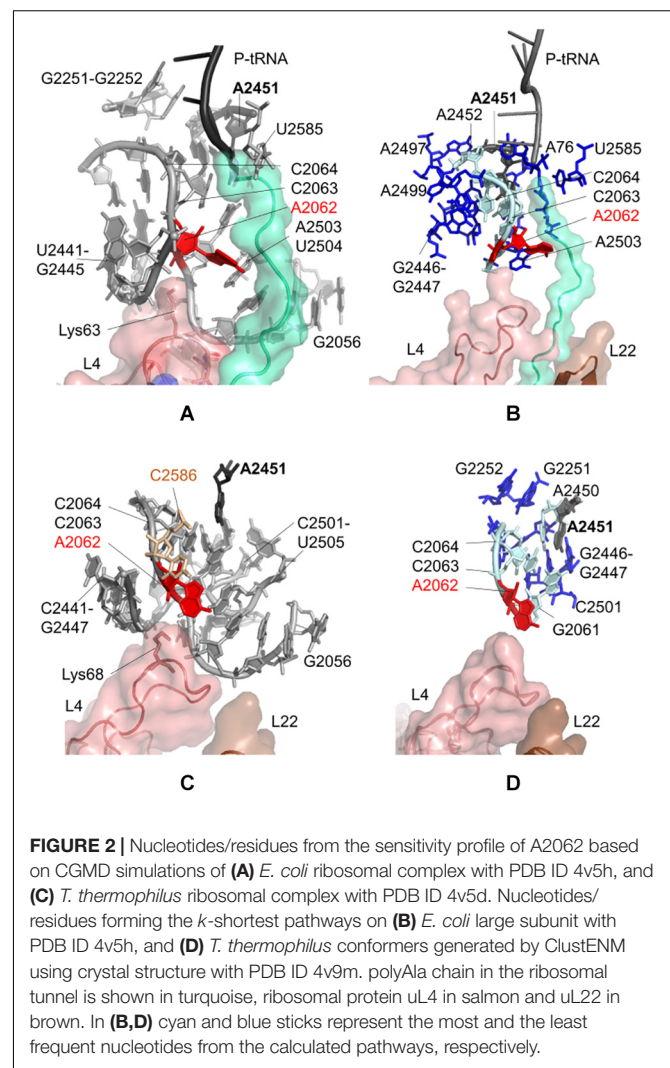 P-tRNA
G2251-G2252
A2451
U2585
C2064
C2063
A2062
A2503
U2504
U2441-
G2445
Lys63
G2056
L4
A
P-tRNA
A2451
A2452
A2497
A76
U2585
A2499
C2064
C2063
A2062
A2503
G2446-
G2447
L4
L22
B
C2586
A2451
C2064
C2063
A2062
C2501-
U2505
C2441-
G2447
Lys68
G2056
L4
L22
C
G2252
G2251
A2450
A2451
C2064
C2063
A2062
G2446-
G2447
C2501
G2061
L4
L22
D
FIGURE 2 | Nucleotides/residues from the sensitivity profile of A2062 based
on CGMD simulations of (A) E. coli ribosomal complex with PDB ID 4v5h, and
(C) T. thermophilus ribosomal complex with PDB ID 4v5d. Nucleotides/
residues forming the k-shortest pathways on (B) E. coli large subunit with
PDB ID 4v5h, and (D) T. thermophilus conformers generated by ClustENM
using crystal structure with PDB ID 4v9m. polyAla chain in the ribosomal
tunnel is shown in turquoise, ribosomal protein uL4 in salmon and uL22 in
brown. In (B,D) cyan and blue sticks represent the most and the least
frequent nucleotides from the calculated pathways, respectively.